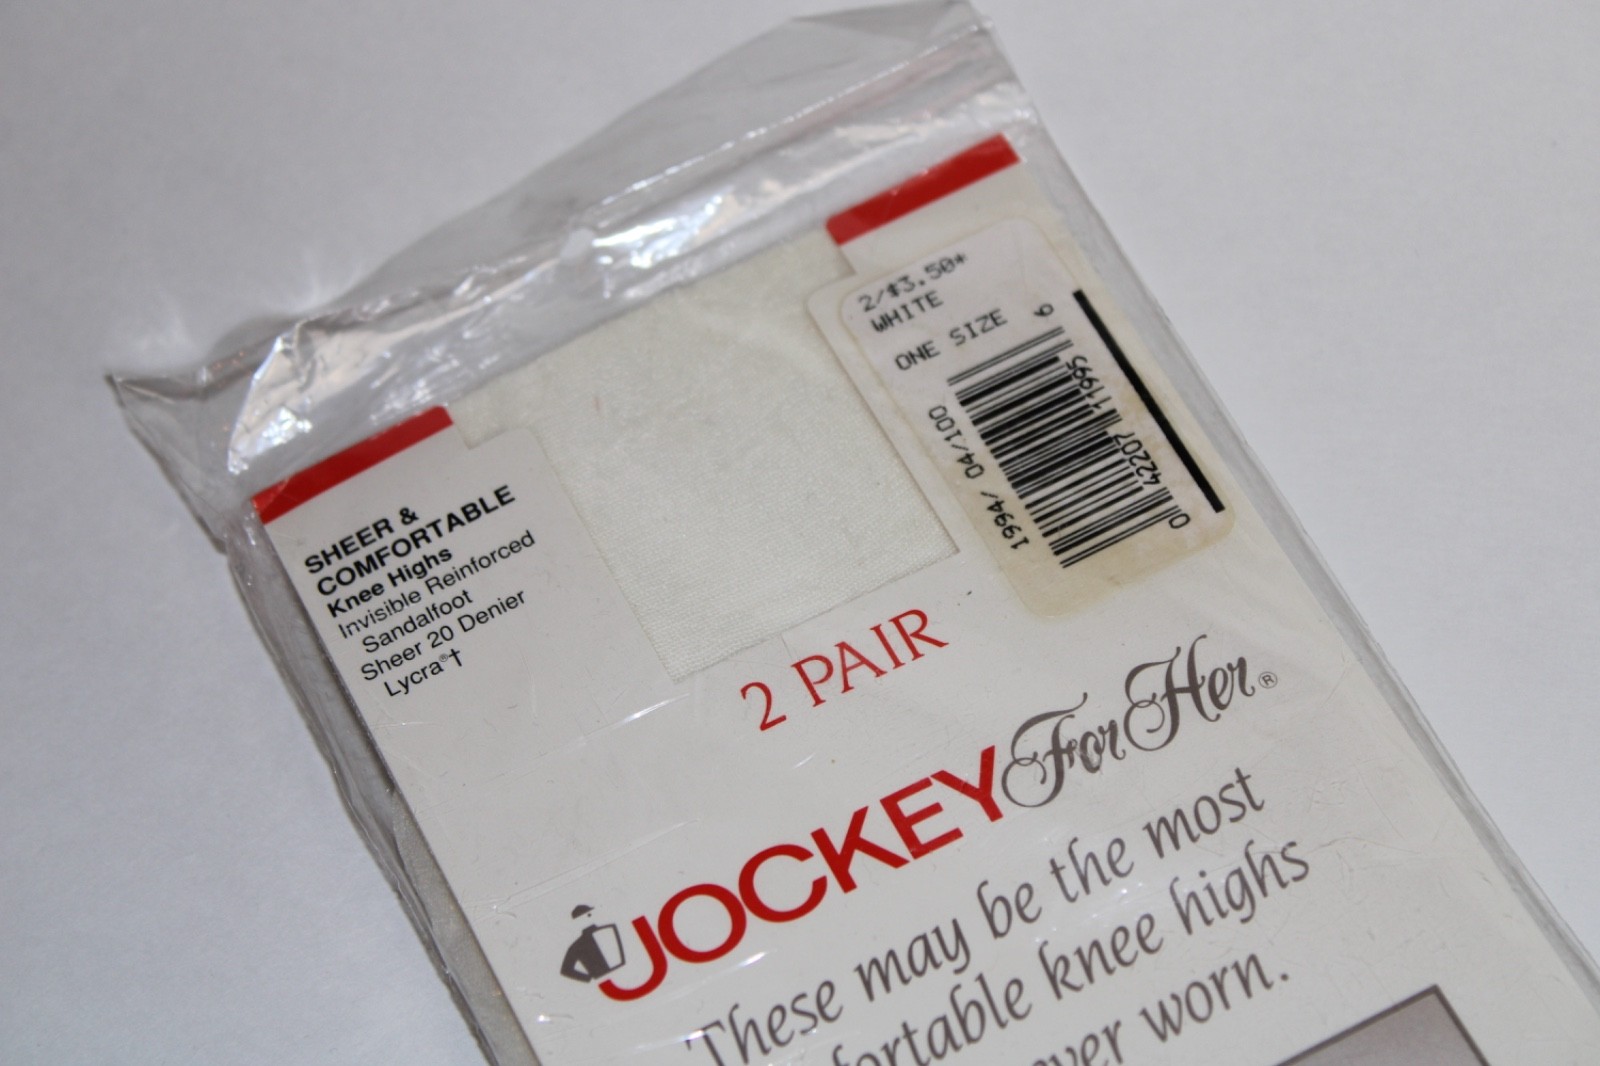 SHEER &
COMFORTABLE
Knee Highs
Invisible Reinforced
Sandalfoot
Sheer 20 Denier
Lycra®†
2/$3.50*
WHITE
ONE SIZE
6
1994/ 04/100
0 42207 11995
2 PAIR
JOCKEY For Her®
These may be the most
fortable knee highs
ver worn.